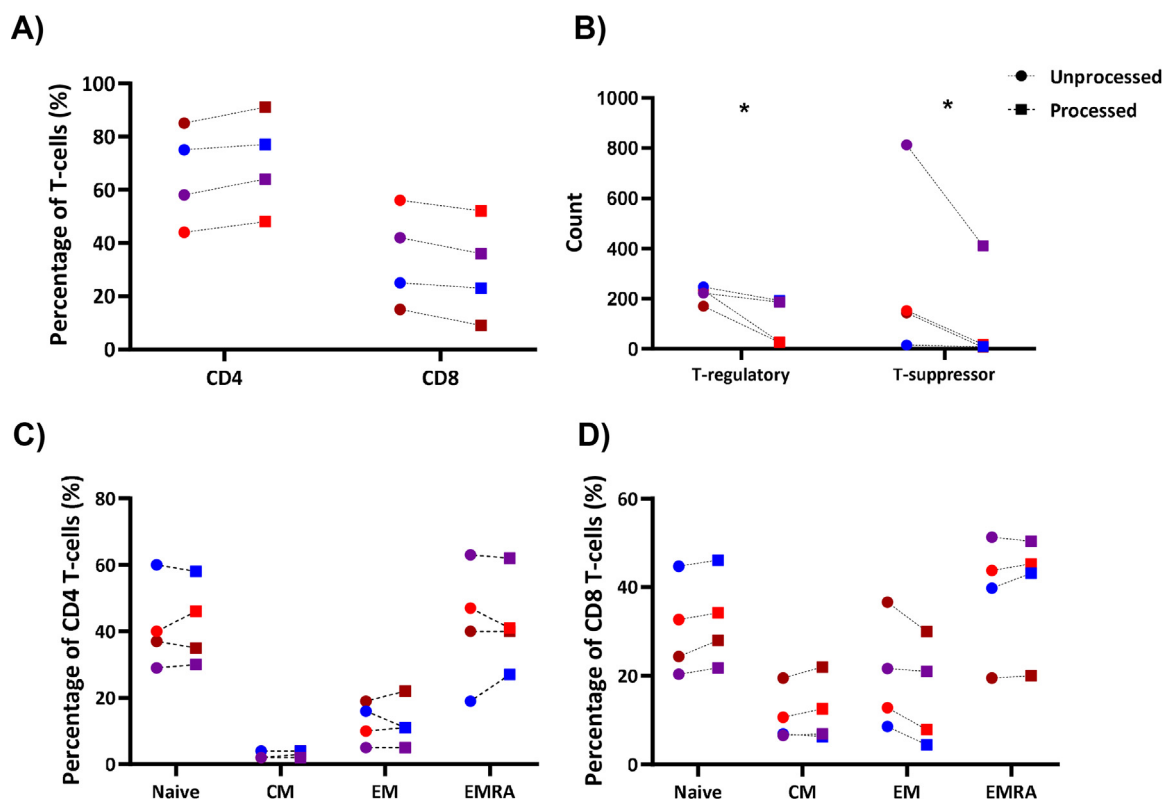 A)
Percentage of T-cells (%)
100
80
60
40
20
0
CD4
CD8
B)
Unprocessed
Processed
Count
1000
800
600
400
200
0
*
*
T-regulatory
T-suppressor
C)
Percentage of CD4 T-cells (%)
80
60
40
20
0
Naive
CM
EM
EMRA
D)
Percentage of CD8 T-cells (%)
60
40
20
0
Naive
CM
EM
EMRA